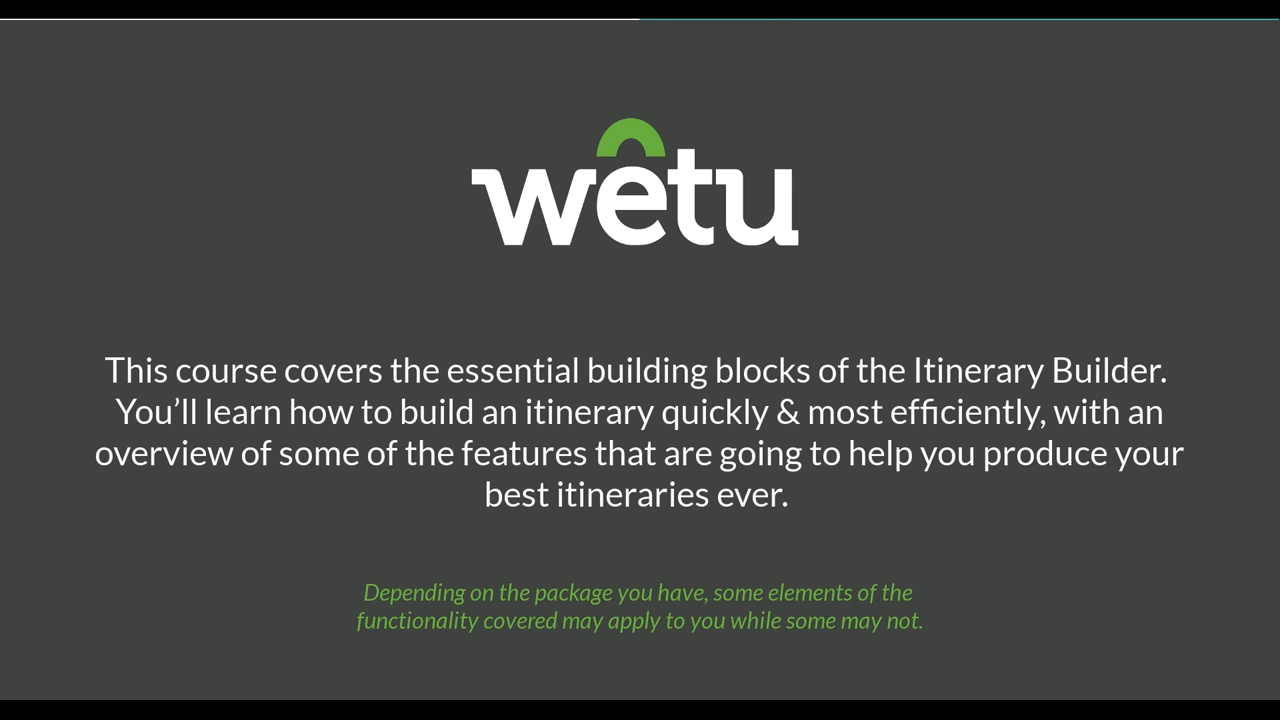 wetu
This course covers the essential building blocks of the Itinerary Builder.
You’ll learn how to build an itinerary quickly & most efficiently, with an
overview of some of the features that are going to help you produce your
best itineraries ever.
Depending on the package you have, some elements of the
functionality covered may apply to you while some may not.